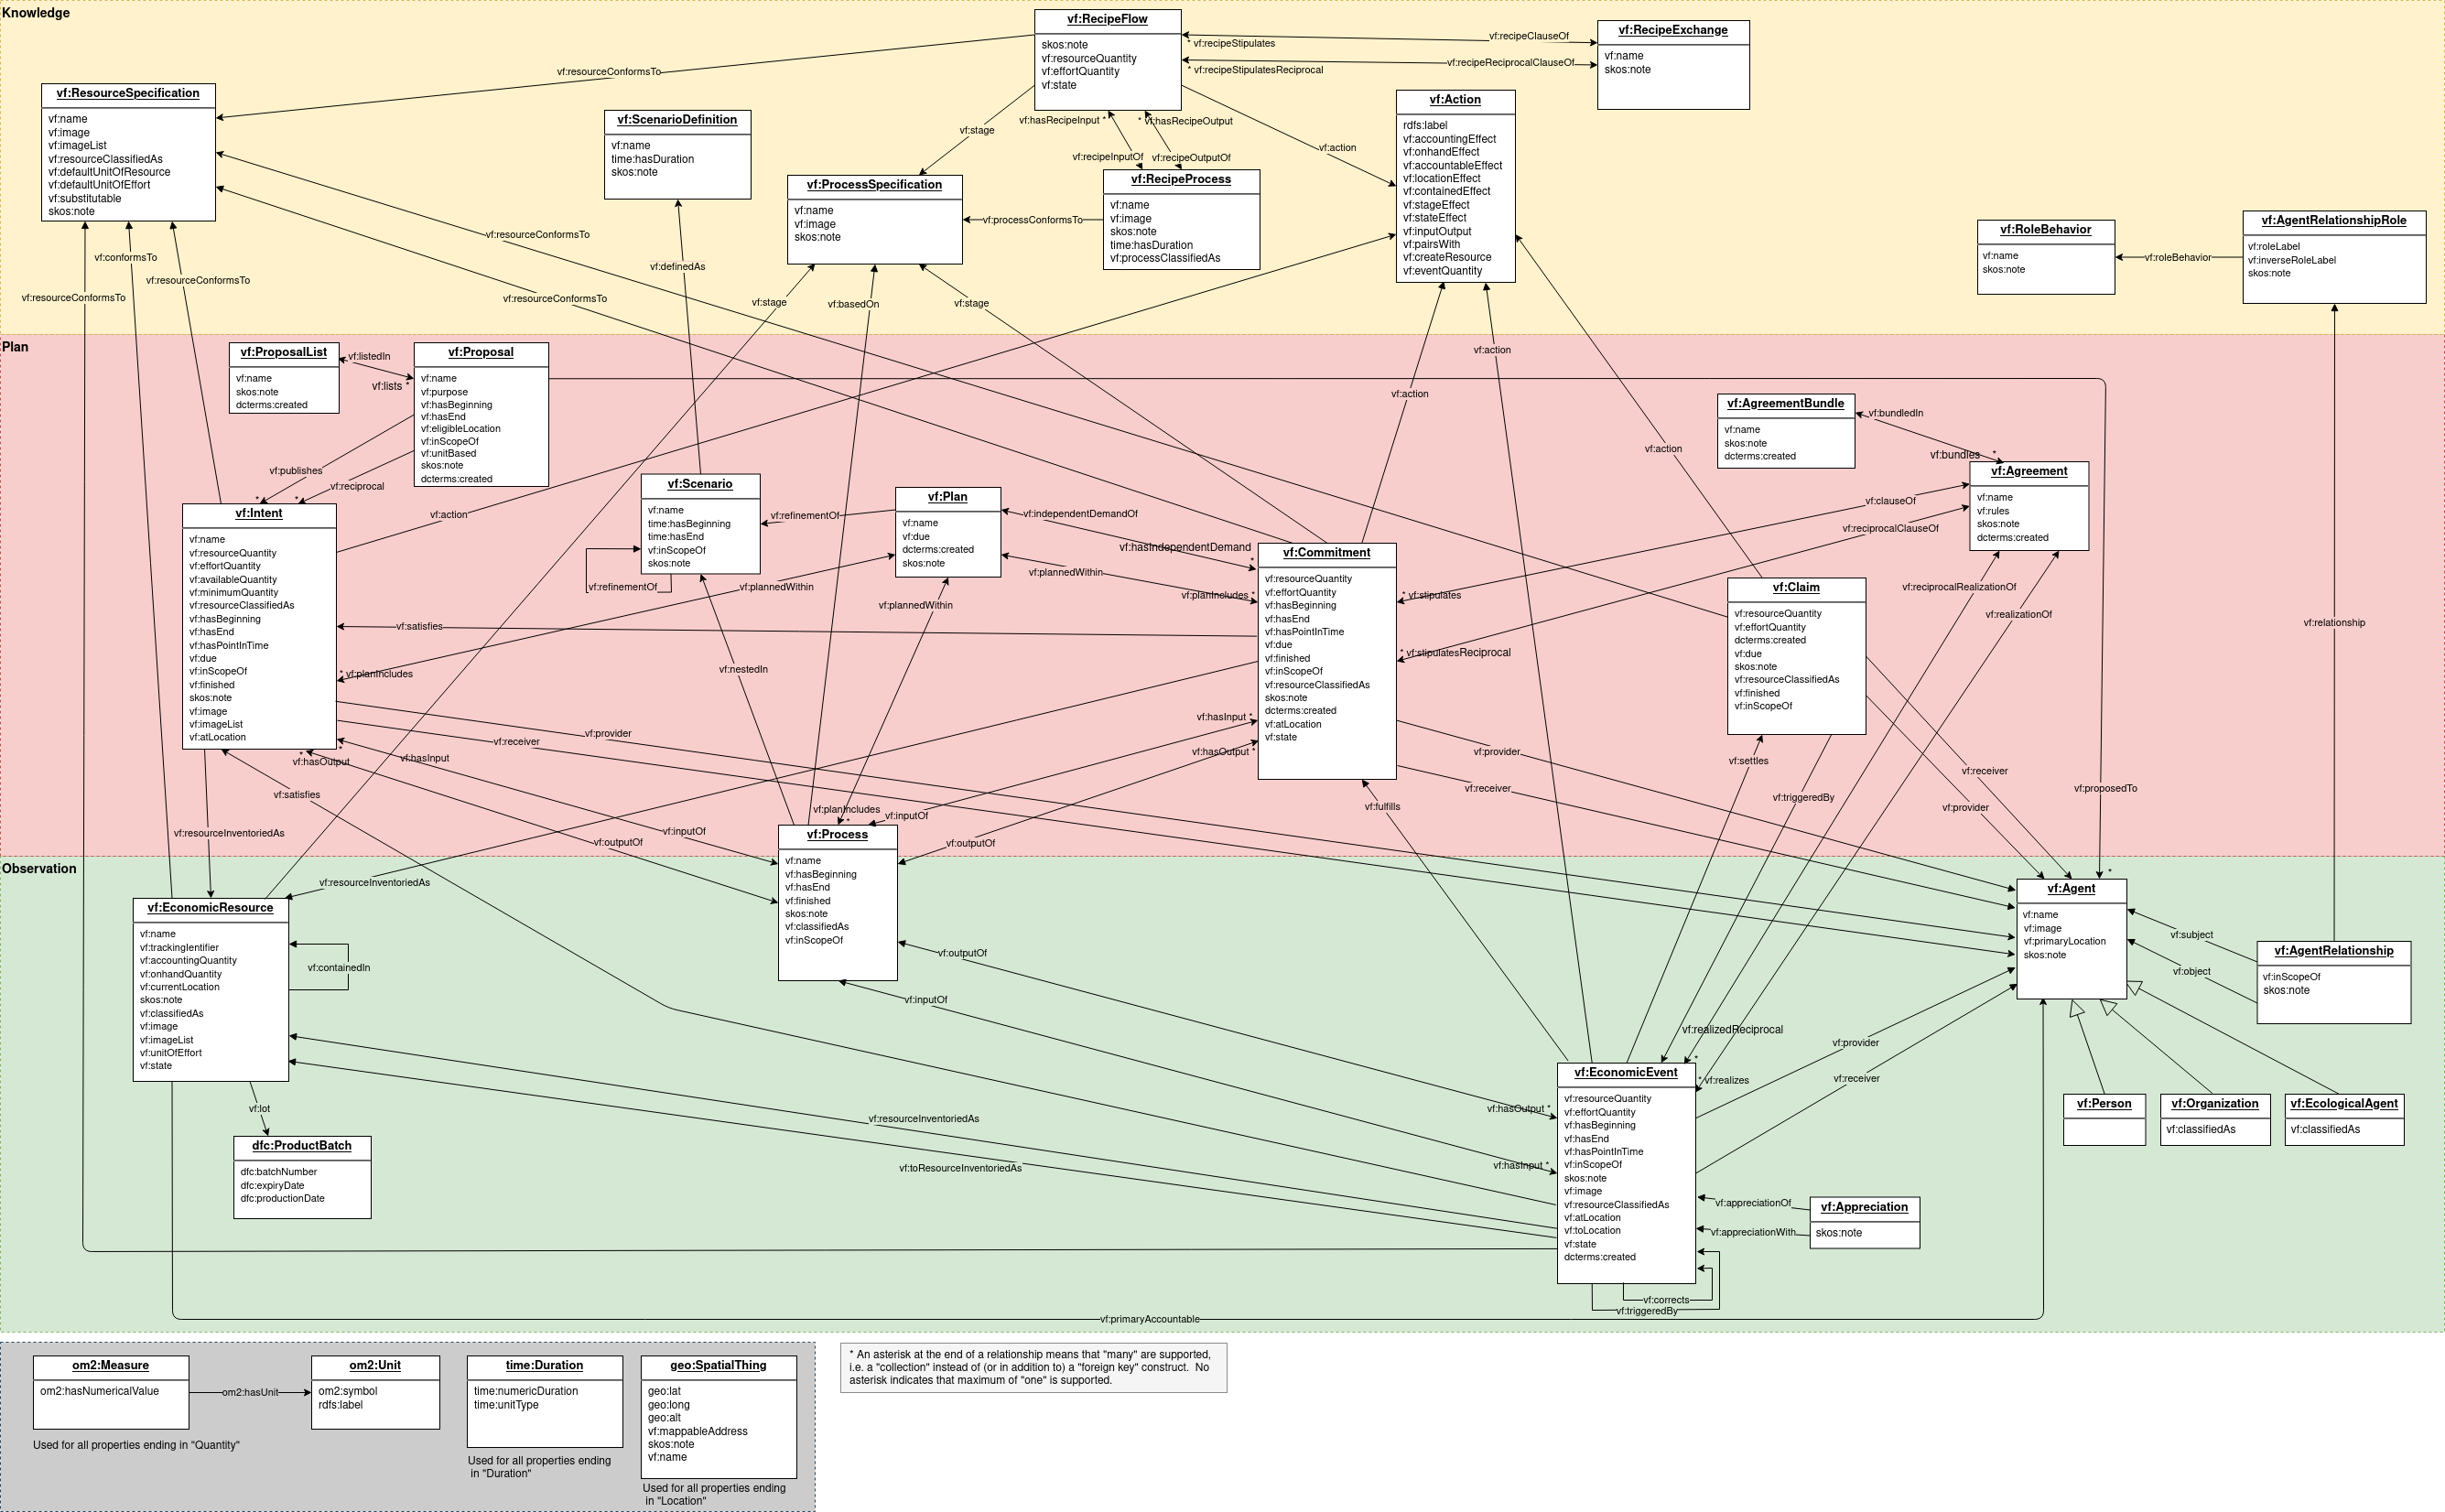 Knowledge
vf:RecipeFlow
skos:note
vf:resourceQuantity
vf:effortQuantity
vf:state
vf:recipeClauseOf
* vf:recipeStipulates
vf:recipeReciprocalClauseOf
* vf:recipeStipulatesReciprocal
vf:RecipeExchange
vf:name
skos:note
vf:resourceConformsTo
vf:ResourceSpecification
vf:name
vf:image
vf:imageList
vf:resourceClassifiedAs
vf:defaultUnitOfResource
vf:defaultUnitOfEffort
vf:substitutable
skos:note
vf:ScenarioDefinition
vf:name
time:hasDuration
skos:note
vf:stage
vf:hasRecipeInput *
* vf:hasRecipeOutput
vf:recipeInputOf
vf:recipeOutputOf
vf:action
vf:Action
rdfs:label
vf:accountingEffect
vf:onhandEffect
vf:accountableEffect
vf:locationEffect
vf:containedEffect
vf:stageEffect
vf:stateEffect
vf:inputOutput
vf:pairsWith
vf:createResource
vf:eventQuantity
vf:ProcessSpecification
vf:name
vf:image
skos:note
vf:processConformsTo
vf:RecipeProcess
vf:name
vf:image
skos:note
time:hasDuration
vf:processClassifiedAs
vf:RoleBehavior
vf:name
skos:note
vf:roleBehavior
vf:AgentRelationshipRole
vf:roleLabel
vf:inverseRoleLabel
skos:note
vf:conformsTo
vf:resourceConformsTo
vf:resourceConformsTo
vf:resourceConformsTo
vf:resourceConformsTo
vf:definedAs
vf:stage
vf:basedOn
vf:stage
Plan
vf:ProposalList
vf:name
skos:note
dcterms:created
vf:listedIn
vf:lists *
vf:Proposal
vf:name
vf:purpose
vf:hasBeginning
vf:hasEnd
vf:eligibleLocation
vf:inScopeOf
vf:unitBased
skos:note
dcterms:created
vf:action
vf:action
vf:action
vf:AgreementBundle
vf:name
skos:note
dcterms:created
vf:bundledIn
vf:bundles *
vf:Agreement
vf:name
vf:rules
skos:note
dcterms:created
vf:publishes
*
vf:reciprocal
*
vf:action
vf:Intent
vf:name
vf:resourceQuantity
vf:effortQuantity
vf:availableQuantity
vf:minimumQuantity
vf:resourceClassifiedAs
vf:hasBeginning
vf:hasEnd
vf:hasPointInTime
vf:due
vf:inScopeOf
vf:finished
skos:note
vf:image
vf:imageList
vf:atLocation
vf:Scenario
vf:name
time:hasBeginning
time:hasEnd
vf:inScopeOf
skos:note
vf:refinementOf
vf:refinementOf
vf:Plan
vf:name
vf:due
dcterms:created
skos:note
vf:independentDemandOf
vf:hasIndependentDemand
*
vf:plannedWithin
vf:planIncludes *
vf:plannedWithin
* vf:planIncludes
vf:plannedWithin
vf:Commitment
vf:resourceQuantity
vf:effortQuantity
vf:hasBeginning
vf:hasEnd
vf:hasPointInTime
vf:due
vf:finished
vf:inScopeOf
vf:resourceClassifiedAs
skos:note
dcterms:created
vf:atLocation
vf:state
vf:clauseOf
vf:reciprocalClauseOf
* vf:stipulates
* vf:stipulatesReciprocal
vf:Claim
vf:resourceQuantity
vf:effortQuantity
dcterms:created
vf:due
skos:note
vf:resourceClassifiedAs
vf:finished
vf:inScopeOf
vf:reciprocalRealizationOf
vf:realizationOf
vf:relationship
vf:satisfies
vf:nestedIn
vf:provider
vf:receiver
vf:hasInput *
vf:hasOutput *
vf:provider
vf:receiver
vf:settles
vf:triggeredBy
vf:receiver
vf:provider
vf:proposedTo
*
* vf:hasOutput
* vf:hasInput
vf:satisfies
vf:resourceInventoriedAs
vf:inputOf
vf:outputOf
vf:planIncludes
*
vf:inputOf
vf:outputOf
vf:fulfills
vf:Process
vf:name
vf:hasBeginning
vf:hasEnd
vf:finished
skos:note
vf:classifiedAs
vf:inScopeOf
Observation
vf:resourceInventoriedAs
vf:EconomicResource
vf:name
vf:trackingIdentifier
vf:accountingQuantity
vf:onhandQuantity
vf:currentLocation
skos:note
vf:classifiedAs
vf:image
vf:imageList
vf:unitOfEffort
vf:state
vf:containedIn
vf:outputOf
vf:inputOf
vf:Agent
vf:name
vf:image
vf:primaryLocation
skos:note
vf:subject
vf:object
vf:AgentRelationship
vf:inScopeOf
skos:note
vf:realizedReciprocal
*
* vf:realizes
vf:provider
vf:receiver
vf:EconomicEvent
vf:resourceQuantity
vf:effortQuantity
vf:hasBeginning
vf:hasEnd
vf:hasPointInTime
vf:inScopeOf
skos:note
vf:image
vf:resourceClassifiedAs
vf:atLocation
vf:toLocation
vf:state
dcterms:created
vf:hasOutput *
vf:hasInput *
vf:Person
vf:Organization
vf:classifiedAs
vf:EcologicalAgent
vf:classifiedAs
vf:lot
dfc:ProductBatch
dfc:batchNumber
dfc:expiryDate
dfc:productionDate
vf:resourceInventoriedAs
vf:toResourceInventoriedAs
vf:appreciationOf
vf:appreciationWith
vf:Appreciation
skos:note
vf:corrects
vf:triggeredBy
vf:primaryAccountable
om2:Measure
om2:hasNumericalValue
om2:hasUnit
om2:Unit
om2:symbol
rdfs:label
Used for all properties ending in "Quantity"
time:Duration
time:numericDuration
time:unitType
Used for all properties ending
in "Duration"
geo:SpatialThing
geo:lat
geo:long
geo:alt
vf:mappableAddress
skos:note
vf:name
Used for all properties ending
in "Location"
* An asterisk at the end of a relationship means that "many" are supported,
i.e. a "collection" instead of (or in addition to) a "foreign key" construct. No
asterisk indicates that maximum of "one" is supported.